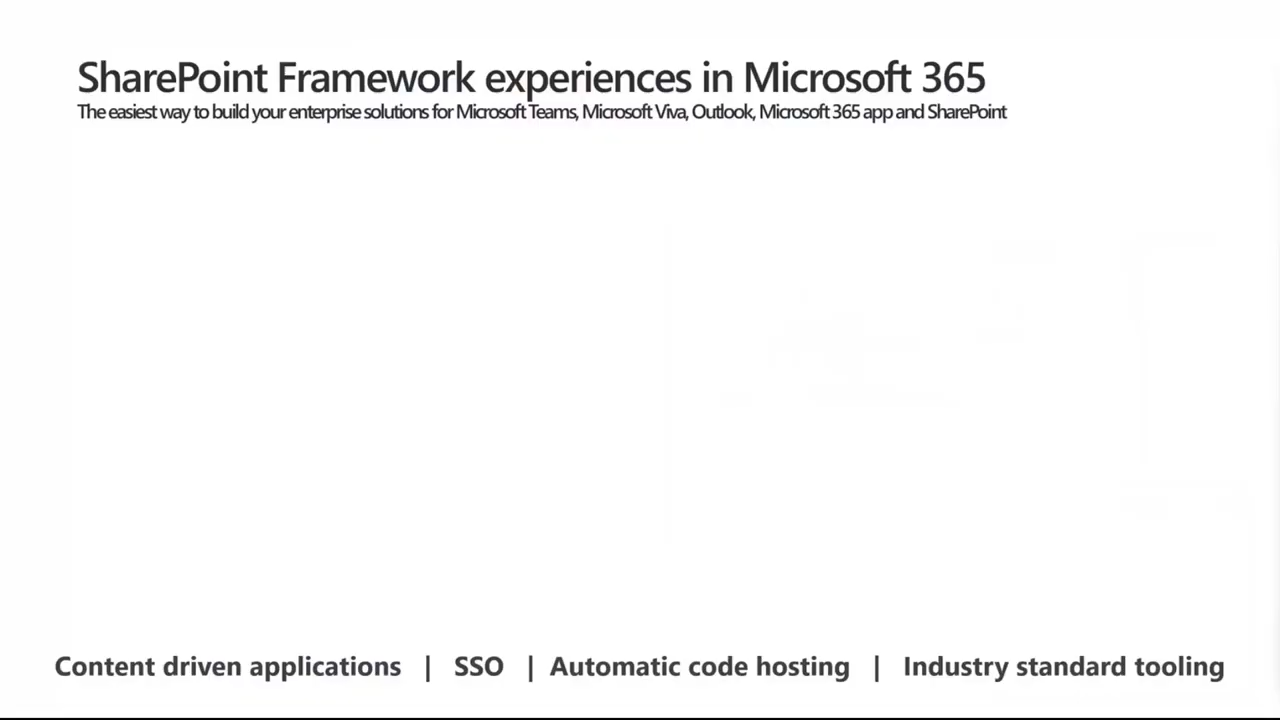 SharePoint Framework experiences in Microsoft 365
The easiest way to build your enterprise solutions for Microsoft Teams, Microsoft Viva, Outlook, Microsoft 365 app and SharePoint
Content driven applications | SSO | Automatic code hosting | Industry standard tooling